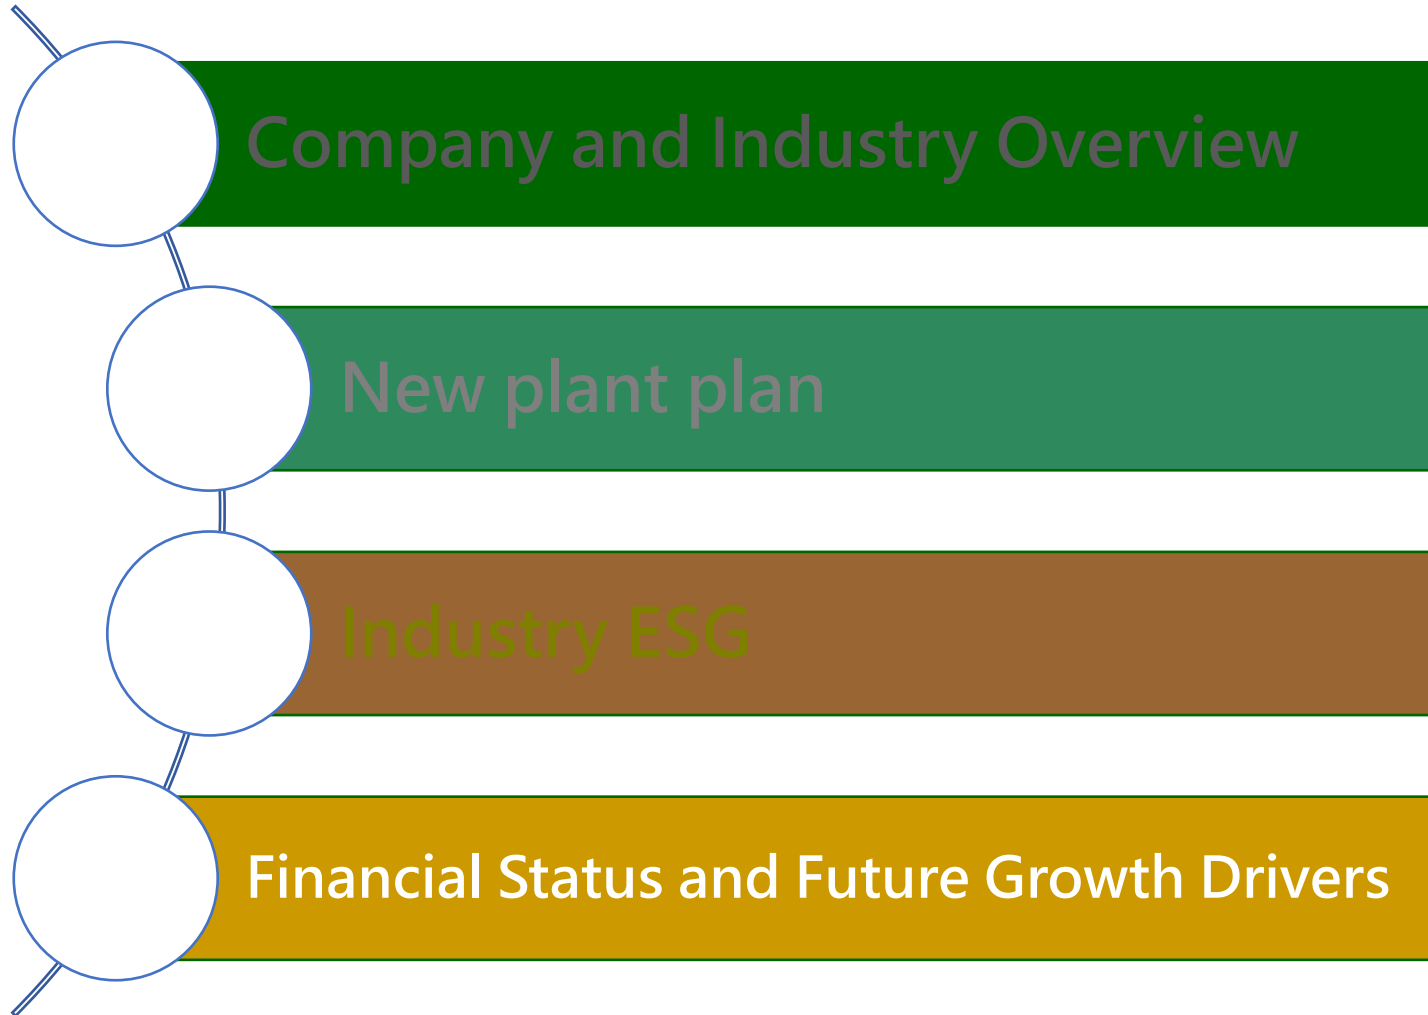 Company and Industry Overview
New plant plan
Industry ESG
Financial Status and Future Growth Drivers